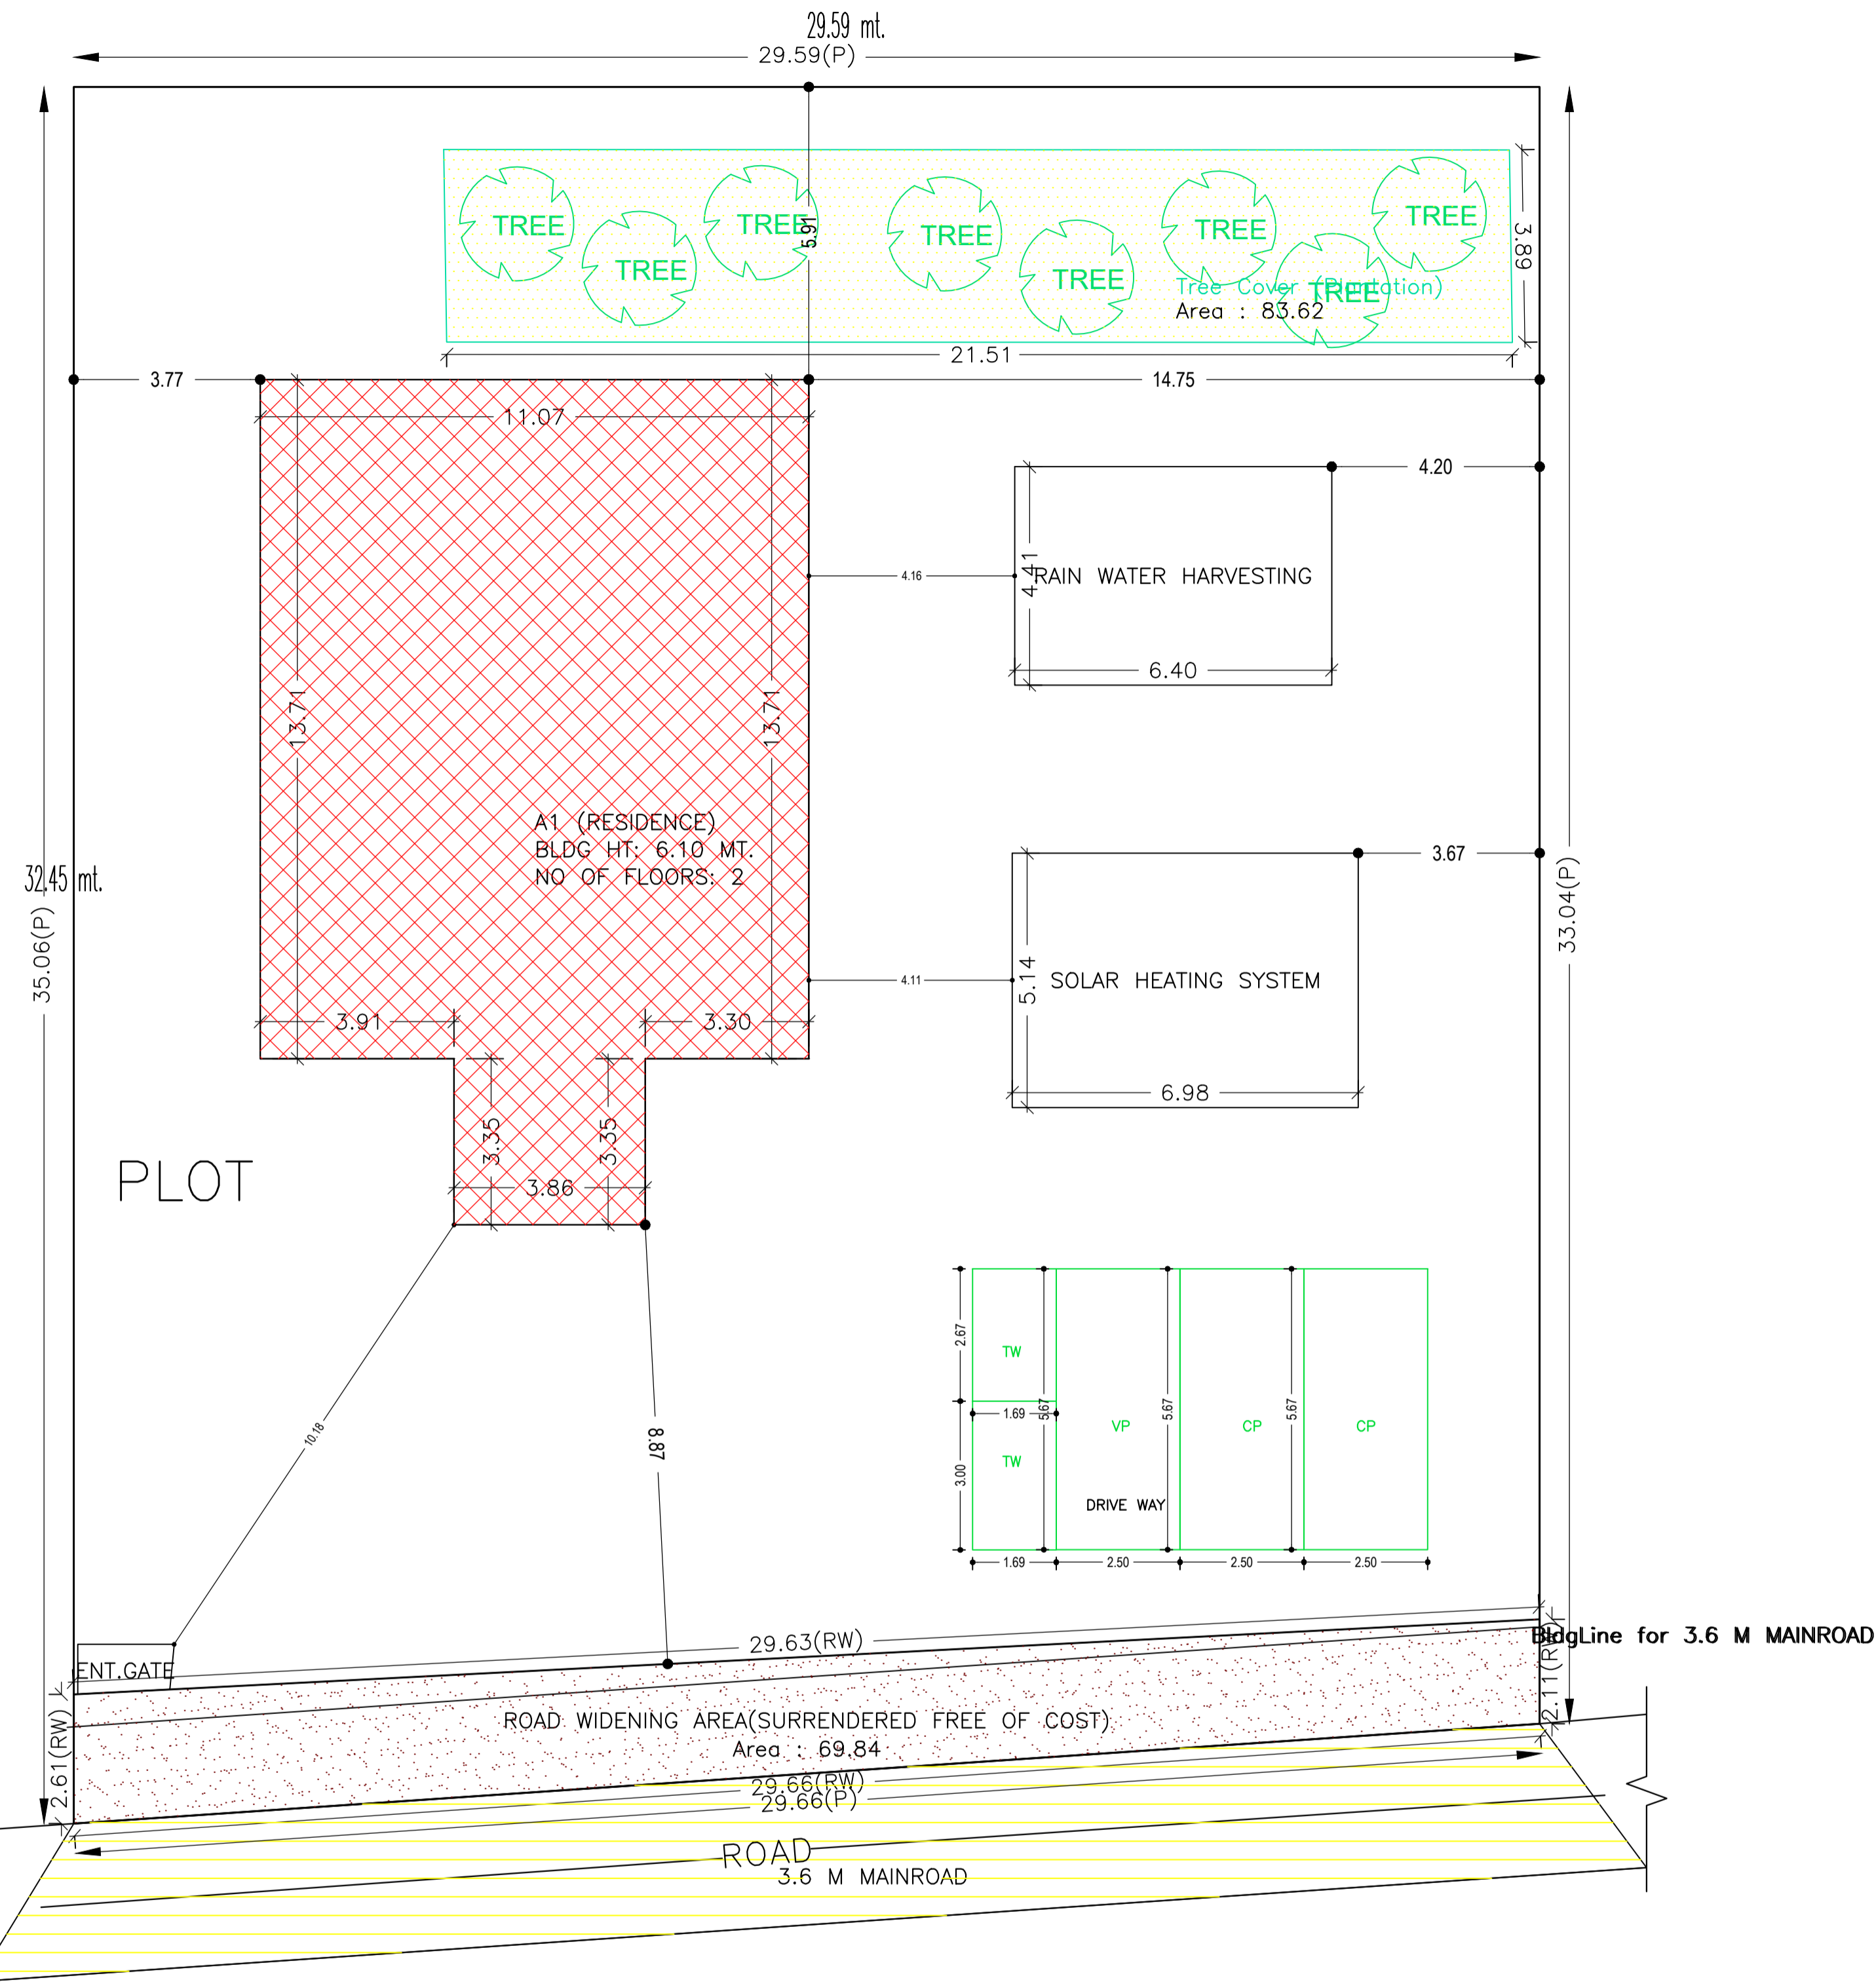 29.59 mt.
29.59(P)
TREE
TREE
TREE
TREE
TREE
TREE
TREE
TREE
5.91
3.89
Tree Cover (Plantation)
Area : 83.62
21.51
3.77
14.75
11.07
4.20
4.41
RAIN WATER HARVESTING
4.16
6.40
13.71
13.71
A1 (RESIDENCE)
BLDG HT: 6.10 MT.
NO OF FLOORS: 2
32.45 mt.
35.06(P)
33.04(P)
3.67
4.11
5.14
SOLAR HEATING SYSTEM
3.91
3.30
6.98
3.35
3.35
3.86
PLOT
10.18
8.87
2.67
3.00
TW
TW
1.69
5.67
5.67
5.67
VP
CP
CP
DRIVE WAY
1.69
2.50
2.50
2.50
29.63(RW)
BldgLine for 3.6 M MAINROAD
ENT.GATE
2.61(RW)
2.11(RW)
ROAD WIDENING AREA(SURRENDERED FREE OF COST)
Area : 69.84
29.66(RW)
29.66(P)
ROAD
3.6 M MAINROAD